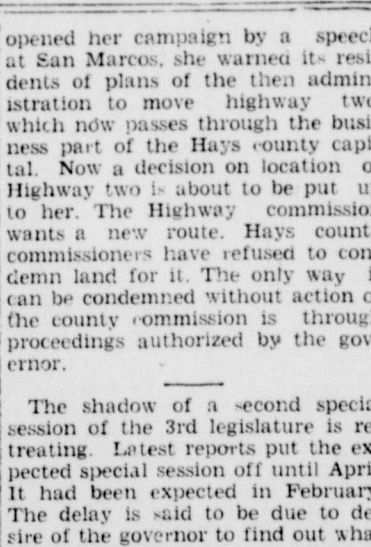 opened her campaign by a speec
at San Marcos, she warned its resi
dents of plans of the then admin
istration to move highway tw
which now passes through the busi
ness part of the Hays county capi
tal. Now a decision on location o
Highway two is about to be put u
to her. The Highway commissio
wants a new route. Hays count
commissioners have refused to con
demn land for it. The only way
can be condemned without action o
the county commission is throug
proceedings authorized by the gov
ernor.
The shadow of a second specia
session of the 3rd legislature is re
treating. Latest reports put the ex
pected special session off until Apri
It had been expected in February
The delay is said to be due to de
sire of the governor to find out wha